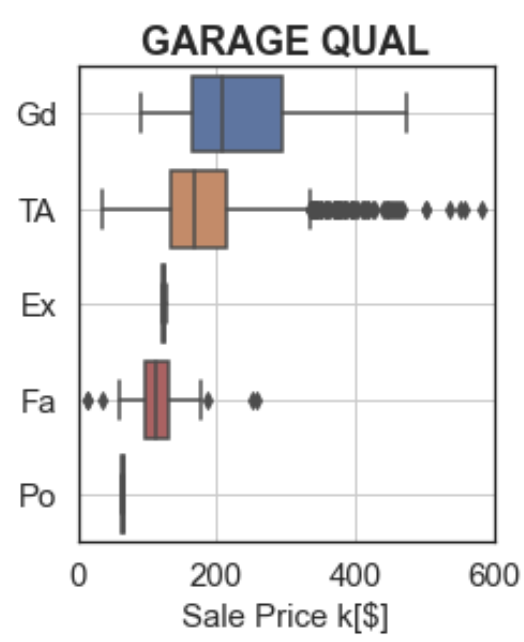 GARAGE QUAL
Gd
TA
Ex
Fa
Po
0 200 400 600
Sale Price k[$]